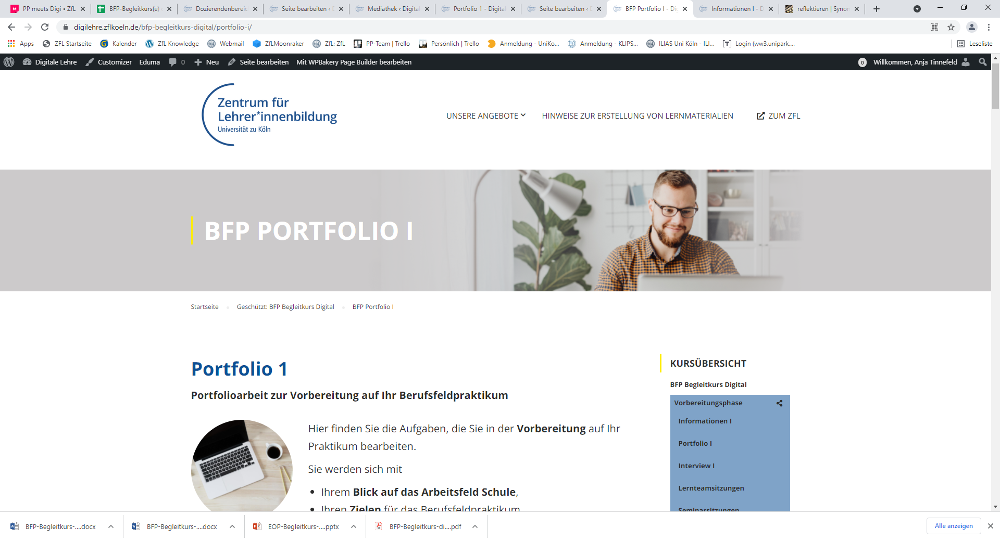 PP meets Digi • ZfL
BFP-Begleitkurs(e)
Dozierendenbereic
Seite bearbeiten ‹ D
Mediathek ‹ Digital
Portfolio 1 - Digital
Seite bearbeiten ‹ D
BFP Portfolio I - Dig
Informationen I - D
reflektieren | Synon
digilehre.zflkoeln.de/bfp-begleitkurs-digital/portfolio-i/
Apps
ZFL Startseite
Kalender
ZfL Knowledge
Webmail
ZfLMoonraker
ZfL: ZfL
PP-Team | Trello
Persönlich | Trello
Anmeldung - UniKo...
Anmeldung - KLIPS...
ILIAS Uni Köln - ILI...
Login (ww3.unipark....
Leseliste
Digitale Lehre
Customizer
Eduma
0
Neu
Seite bearbeiten
Mit WPBakery Page Builder bearbeiten
0
Willkommen, Anja Tinnefeld
Zentrum für
Lehrer*innenbildung
Universität zu Köln
UNSERE ANGEBOTE
HINWEISE ZUR ERSTELLUNG VON LERNMATERIALIEN
ZUM ZFL
BFP PORTFOLIO I
Startseite » Geschützt: BFP Begleitkurs Digital » BFP Portfolio I
Portfolio 1
Portfolioarbeit zur Vorbereitung auf Ihr Berufsfeldpraktikum
Hier finden Sie die Aufgaben, die Sie in der Vorbereitung auf Ihr
Praktikum bearbeiten.
Sie werden sich mit
• Ihrem Blick auf das Arbeitsfeld Schule,
• Ihren Zielen für das Berufsfeldpraktikum
KURSÜBERSICHT
BFP Begleitkurs Digital
Vorbereitungsphase
Informationen I
Portfolio I
Interview I
Lernteamsitzungen
Seminarsitzungen
BFP-Begleitkurs-....docx
BFP-Begleitkurs-....docx
EOP-Begleitkurs-....pptx
BFP-Begleitkurs-di....pdf
Alle anzeigen